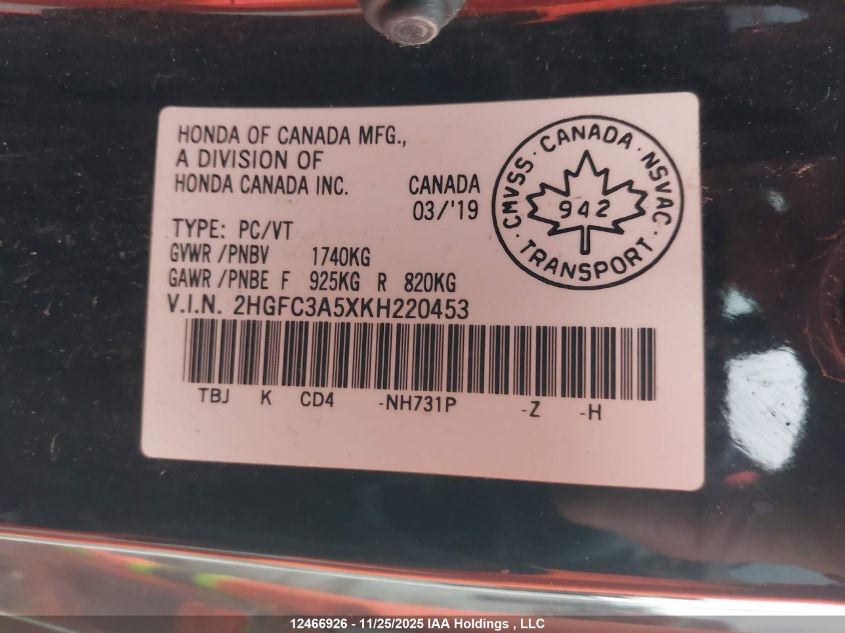 HONDA OF CANADA MFG.,
A DIVISION OF
HONDA CANADA INC.
CANADA
03/'19
TYPE: PC/VT
GVWR /PNBV 1740KG
GAWR /PNBE F 925KG R 820KG
V.I.N. 2HGFC3A5XKH220453
TBJ K CD4 -NH731P -Z -H
CMVSS · CANADA · NSVAC · TRANSPORT ·
942
12466926 - 11/25/2025 IAA Holdings , LLC